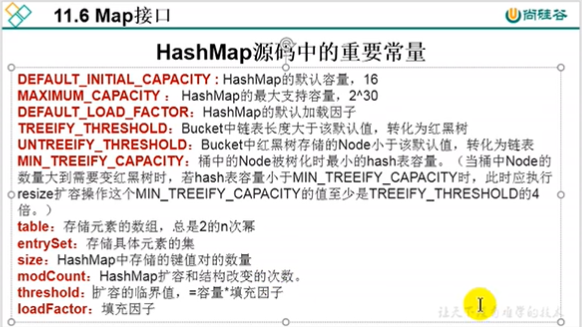 11.6 Map接口
尚硅谷
HashMap源码中的重要常量
DEFAULT_INITIAL_CAPACITY : HashMap的默认容量，16
MAXIMUM_CAPACITY ： HashMap的最大支持容量，2^30
DEFAULT_LOAD_FACTOR：HashMap的默认加载因子
TREEIFY_THRESHOLD：Bucket中链表长度大于该默认值，转化为红黑树
UNTREEIFY_THRESHOLD：Bucket中红黑树存储的Node小于该默认值，转化为链表
MIN_TREEIFY_CAPACITY：桶中的Node被树化时最小的hash表容量。（当桶中Node的
数量大到需要变红黑树时，若hash表容量小于MIN_TREEIFY_CAPACITY时，此时应执行
resize扩容操作这个MIN_TREEIFY_CAPACITY的值至少是TREEIFY_THRESHOLD的4
倍。）
table：存储元素的数组，总是2的n次幂
entrySet：存储具体元素的集
size：HashMap中存储的键值对的数量
modCount：HashMap扩容和结构改变的次数。
threshold：扩容的临界值，=容量*填充因子
loadFactor：填充因子
让天下没有难学的技术